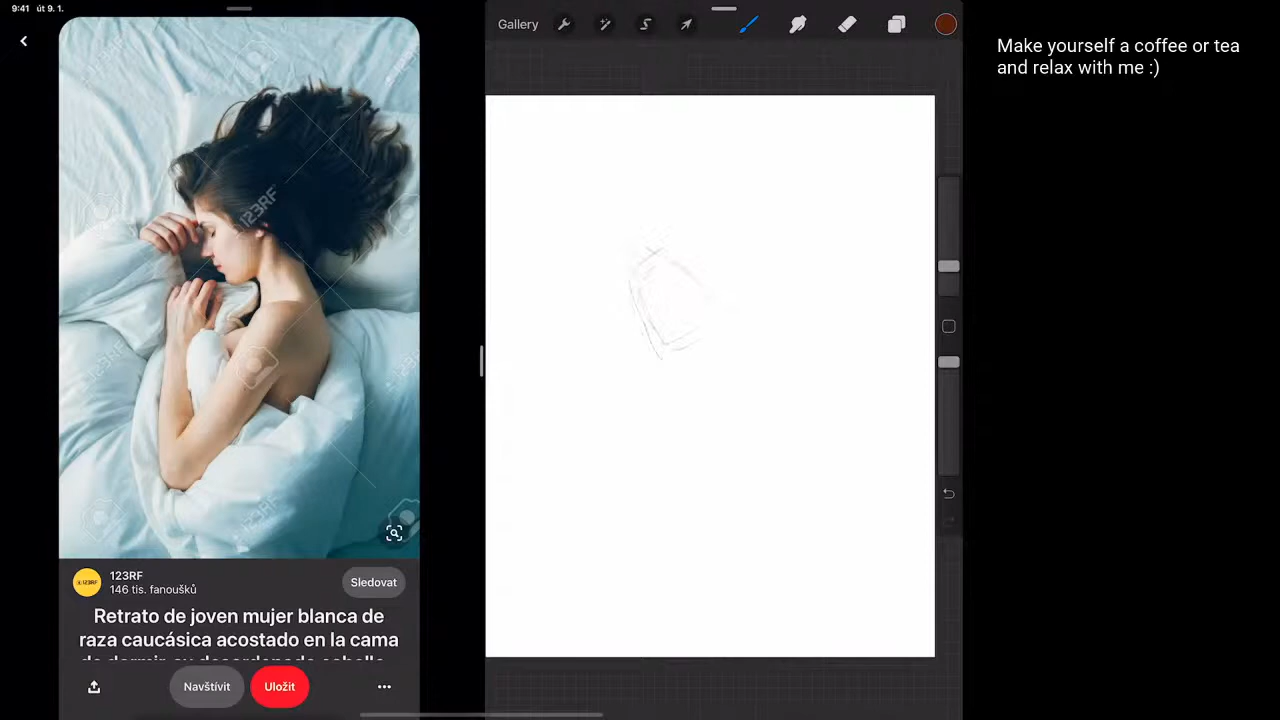 9:41 út 9. 1.
Gallery
Make yourself a coffee or tea
and relax with me :)
123RF
123RF
146 tis. fanoušků
Sledovat
Retrato de joven mujer blanca de
raza caucásica acostado en la cama
Navštívit
Uložit